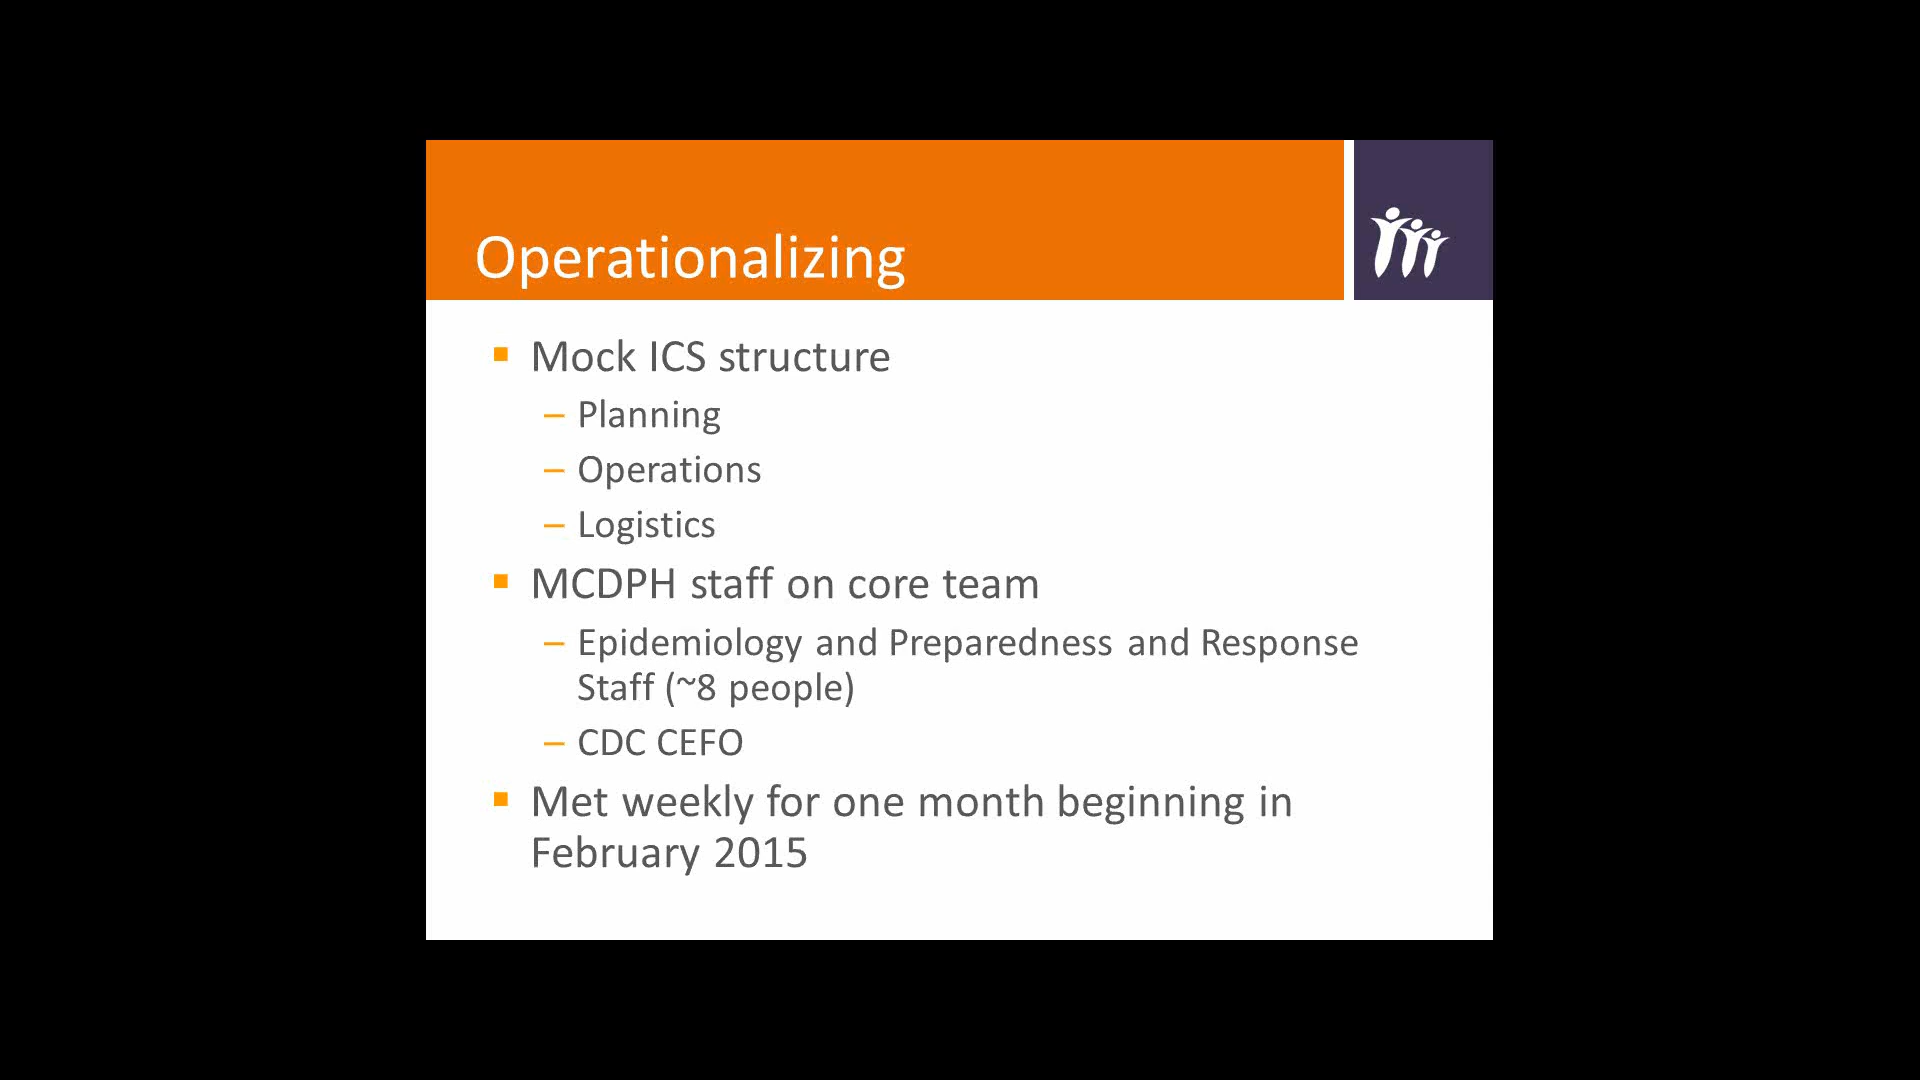 Operationalizing
▪ Mock ICS structure
– Planning
– Operations
– Logistics
▪ MCDPH staff on core team
– Epidemiology and Preparedness and Response
Staff (~8 people)
– CDC CEFO
▪ Met weekly for one month beginning in
February 2015